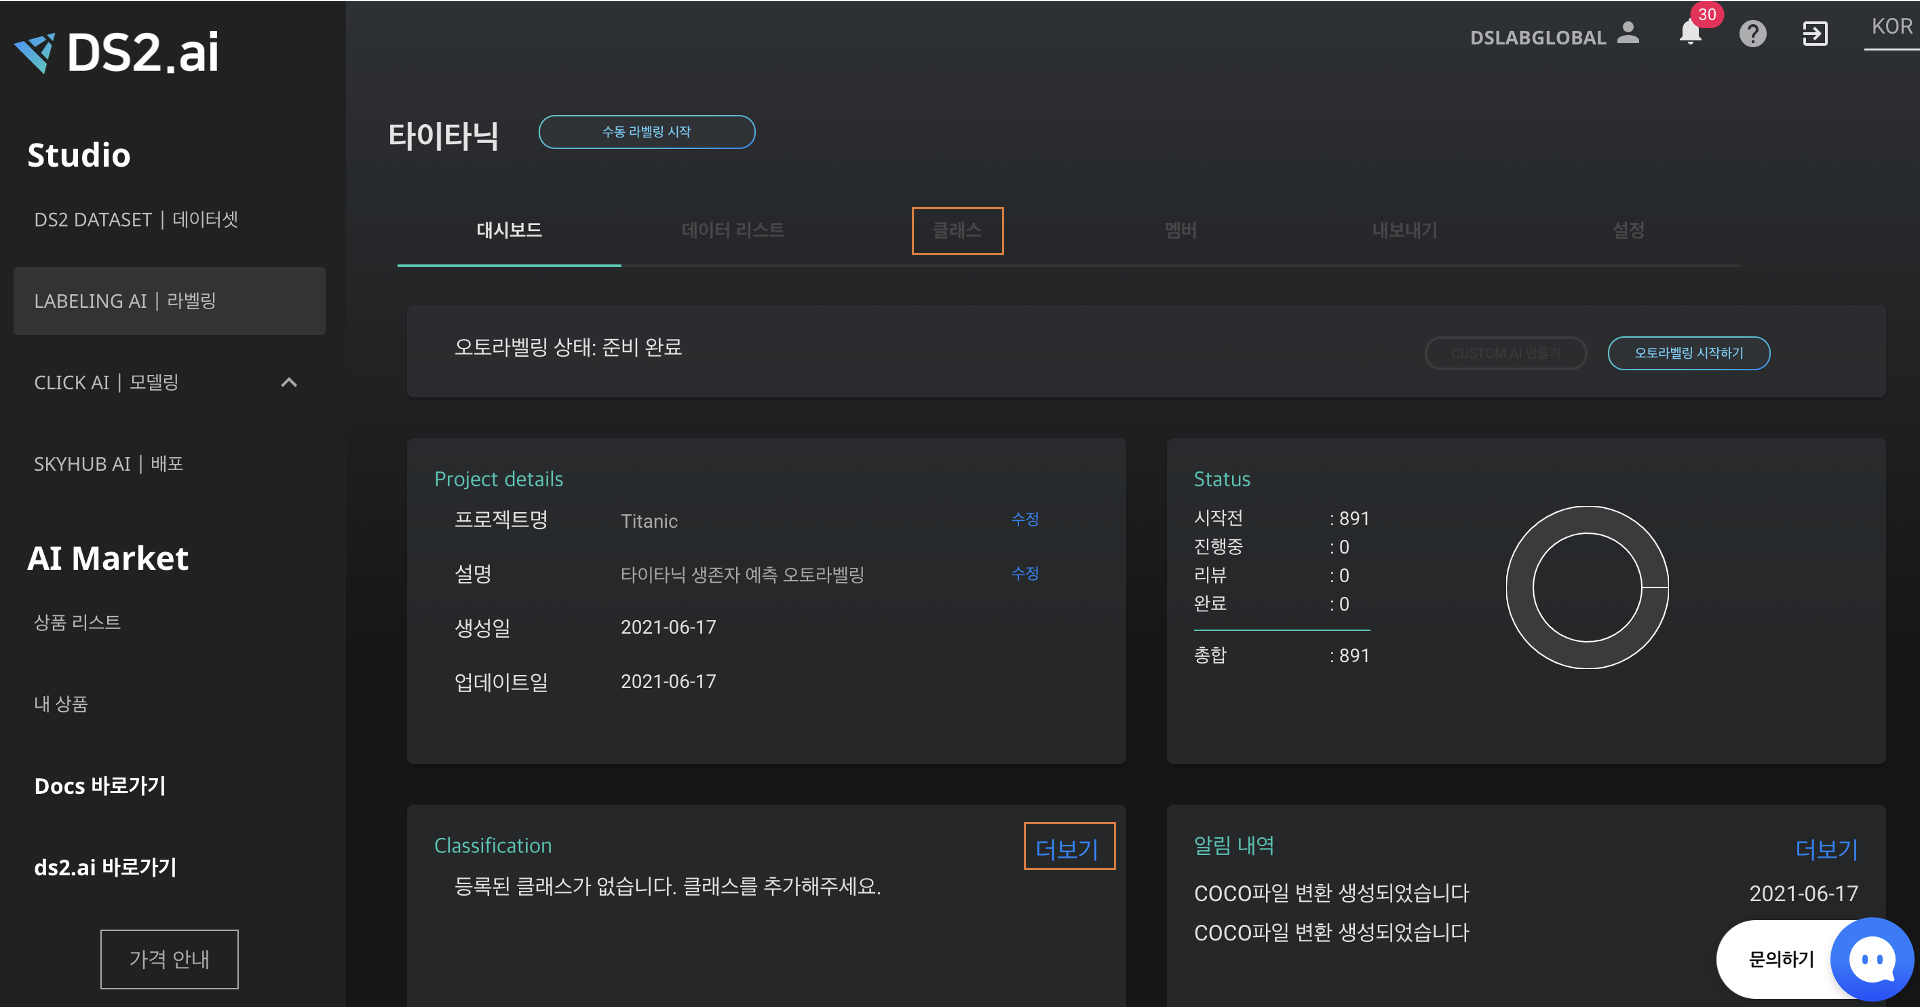 DS2.ai
DSLABGLOBAL
30
KOR
Studio
DS2 DATASET | 데이터셋
LABELING AI | 라벨링
CLICK AI | 모델링
SKYHUB AI | 배포
AI Market
상품 리스트
내 상품
Docs 바로가기
ds2.ai 바로가기
가격 안내
타이타닉
수동 라벨링 시작
대시보드
데이터 리스트
클래스
멤버
내보내기
설정
오토라벨링 상태: 준비 완료
CUSTOM AI 만들기
오토라벨링 시작하기
Project details
프로젝트명 Titanic 수정
설명 타이타닉 생존자 예측 오토라벨링 수정
생성일 2021-06-17
업데이트일 2021-06-17
Status
시작전 : 891
진행중 : 0
리뷰 : 0
완료 : 0
총합 : 891
Classification 더보기
등록된 클래스가 없습니다. 클래스를 추가해주세요.
알림 내역 더보기
COCO파일 변환 생성되었습니다 2021-06-17
COCO파일 변환 생성되었습니다
문의하기